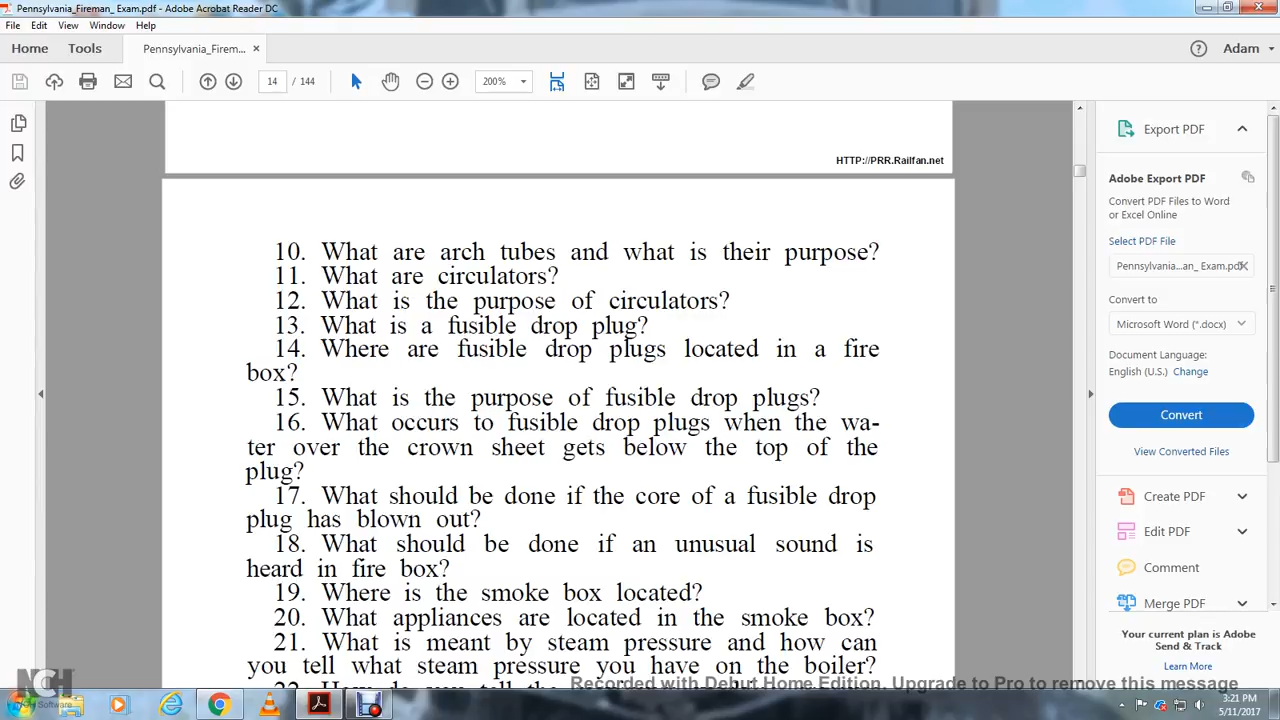 Pennsylvania_Fireman_ Exam.pdf - Adobe Acrobat Reader DC
File Edit View Window Help
Home Tools Pennsylvania_Firem... × Adam
14 / 144 200%
HTTP://PRR.Railfan.net
10. What are arch tubes and what is their purpose?
11. What are circulators?
12. What is the purpose of circulators?
13. What is a fusible drop plug?
14. Where are fusible drop plugs located in a fire
box?
15. What is the purpose of fusible drop plugs?
16. What occurs to fusible drop plugs when the wa-
ter over the crown sheet gets below the top of the
plug?
17. What should be done if the core of a fusible drop
plug has blown out?
18. What should be done if an unusual sound is
heard in fire box?
19. Where is the smoke box located?
20. What appliances are located in the smoke box?
21. What is meant by steam pressure and how can
you tell what steam pressure you have on the boiler?
Export PDF
Adobe Export PDF
Convert PDF Files to Word
or Excel Online
Select PDF File
Pennsylvania...an_ Exam.pdf
Convert to
Microsoft Word (*.docx)
Document Language:
English (U.S.) Change
Convert
View Converted Files
Create PDF
Edit PDF
Comment
Merge PDF
Your current plan is Adobe
Send & Track
Learn More
Recorded with Debut Home Edition. Upgrade to Pro to remove this message
NCH
Software
3:21 PM
5/11/2017